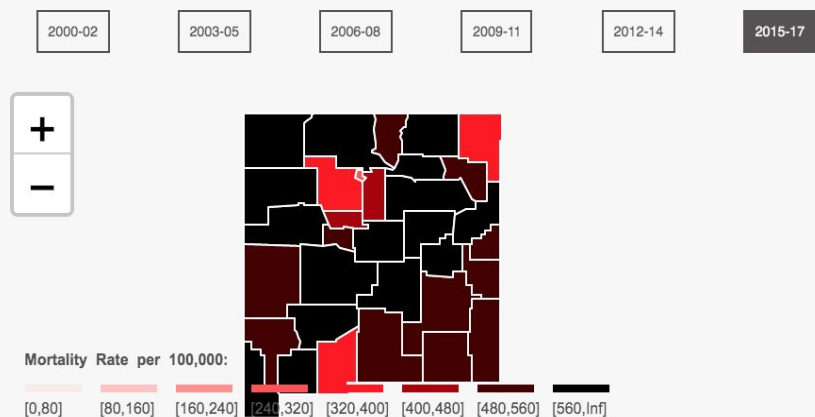 2000-02 2003-05 2006-08 2009-11 2012-14 2015-17
+
−
Mortality Rate per 100,000:
[0,80] [80,160] [160,240] [240,320] [320,400] [400,480] [480,560] [560,Inf]